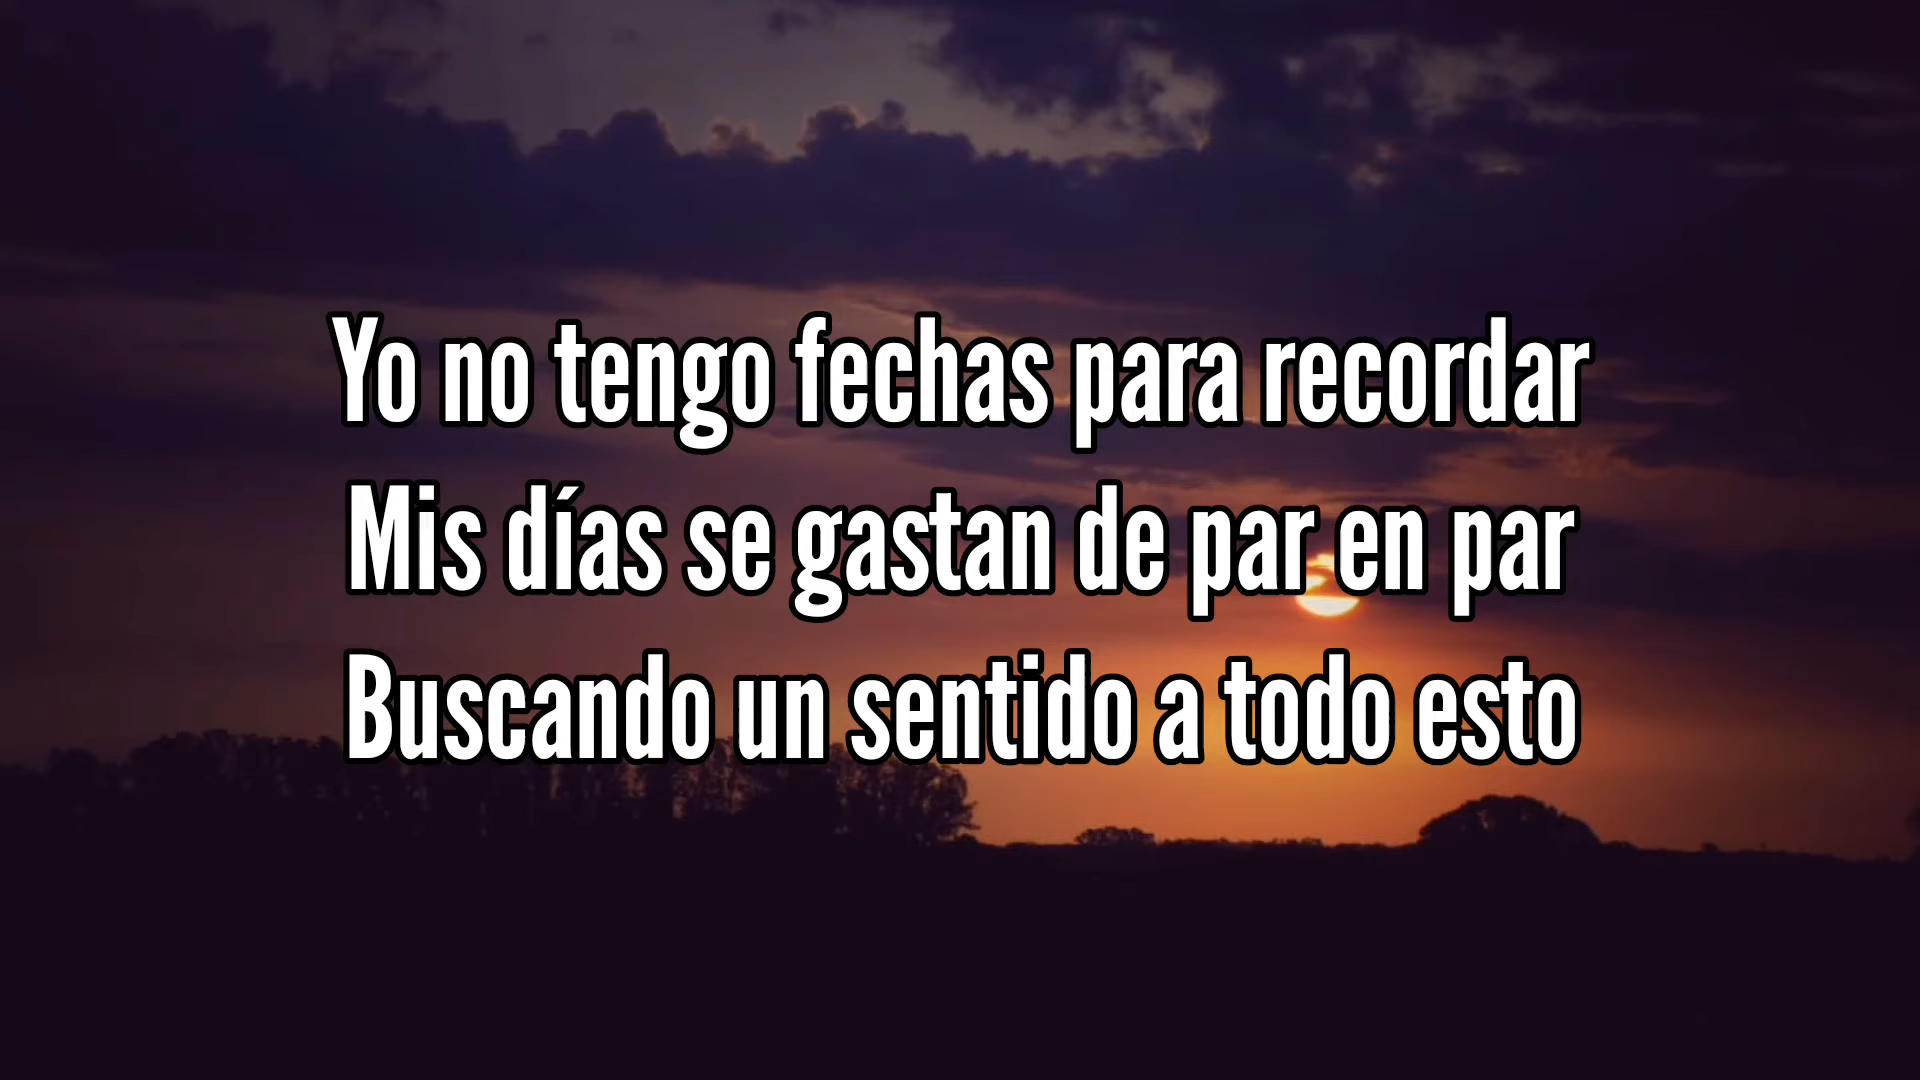 Yo no tengo fechas para recordar
Mis días se gastan de par en par
Buscando un sentido a todo esto